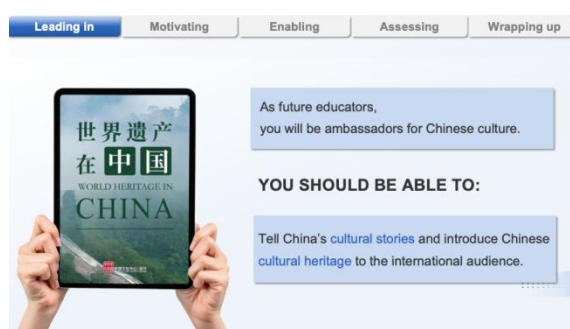 Leading in
Motivating
Enabling
Assessing
Wrapping up
世界遗产
在中国
WORLD HERITAGE IN
CHINA
As future educators,
you will be ambassadors for Chinese culture.
YOU SHOULD BE ABLE TO:
Tell China's cultural stories and introduce Chinese
cultural heritage to the international audience.